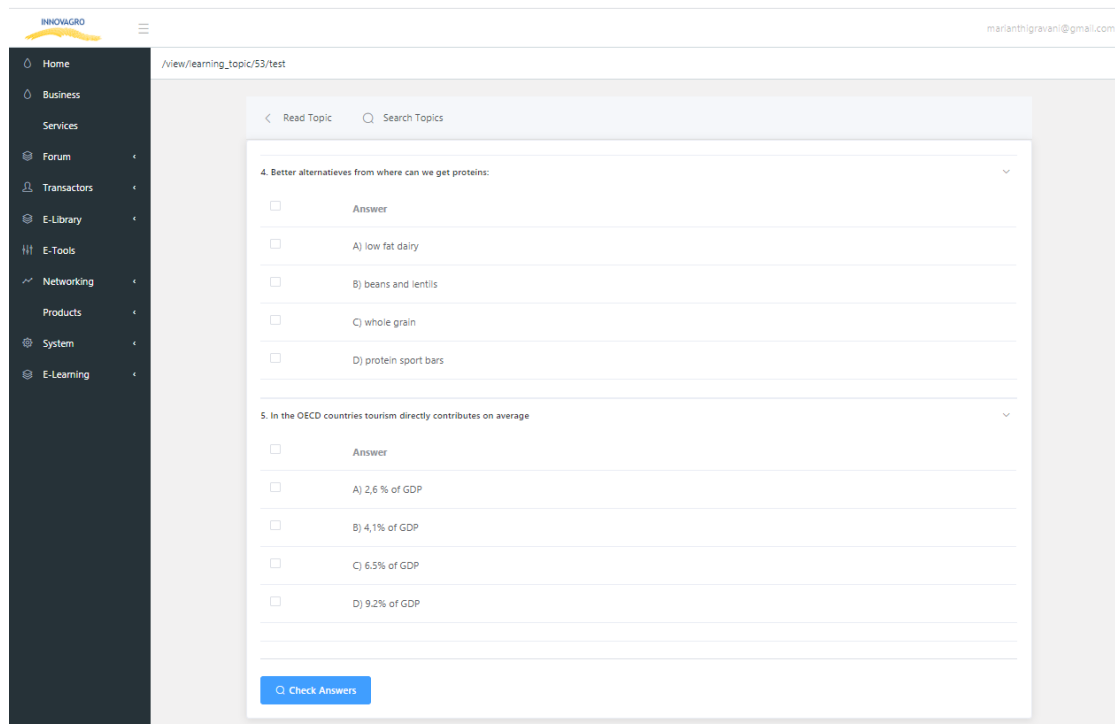 INNOVAGRO
marianthigravani@gmail.com
Home
/view/learning_topic/53/test
Business
Services
Forum
Transactors
E-Library
E-Tools
Networking
Products
System
E-Learning
Read Topic Search Topics
4. Better alternatieves from where can we get proteins:
Answer
A) low fat dairy
B) beans and lentils
C) whole grain
D) protein sport bars
5. In the OECD countries tourism directly contributes on average
Answer
A) 2,6 % of GDP
B) 4,1% of GDP
C) 6.5% of GDP
D) 9.2% of GDP
Check Answers